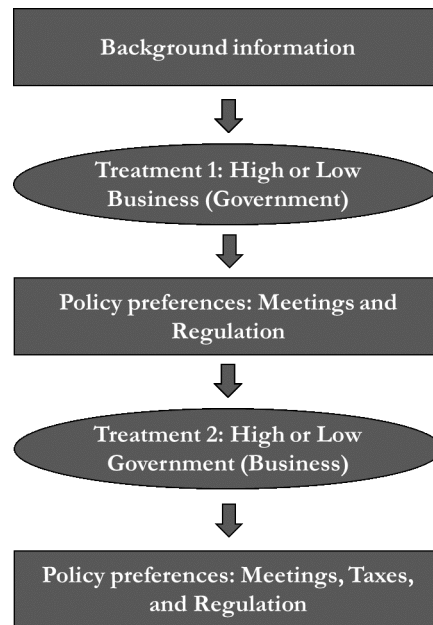 Background information
Treatment 1: High or Low
Business (Government)
Policy preferences: Meetings and
Regulation
Treatment 2: High or Low
Government (Business)
Policy preferences: Meetings, Taxes,
and Regulation